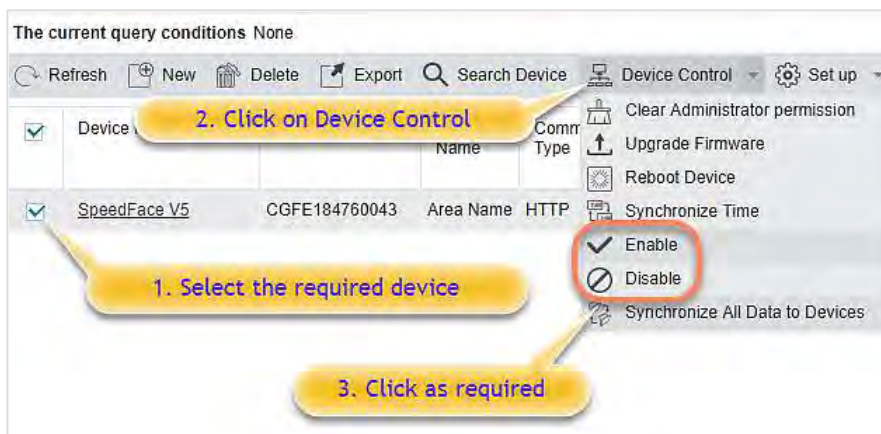 The current query conditions None
Refresh New Delete Export Search Device Device Control Set up
2. Click on Device Control
Clear Administrator permission
Device
Name
Comm
Type
Upgrade Firmware
Reboot Device
SpeedFace V5 CGFE184760043 Area Name HTTP Synchronize Time
Enable
1. Select the required device
Disable
Synchronize All Data to Devices
3. Click as required